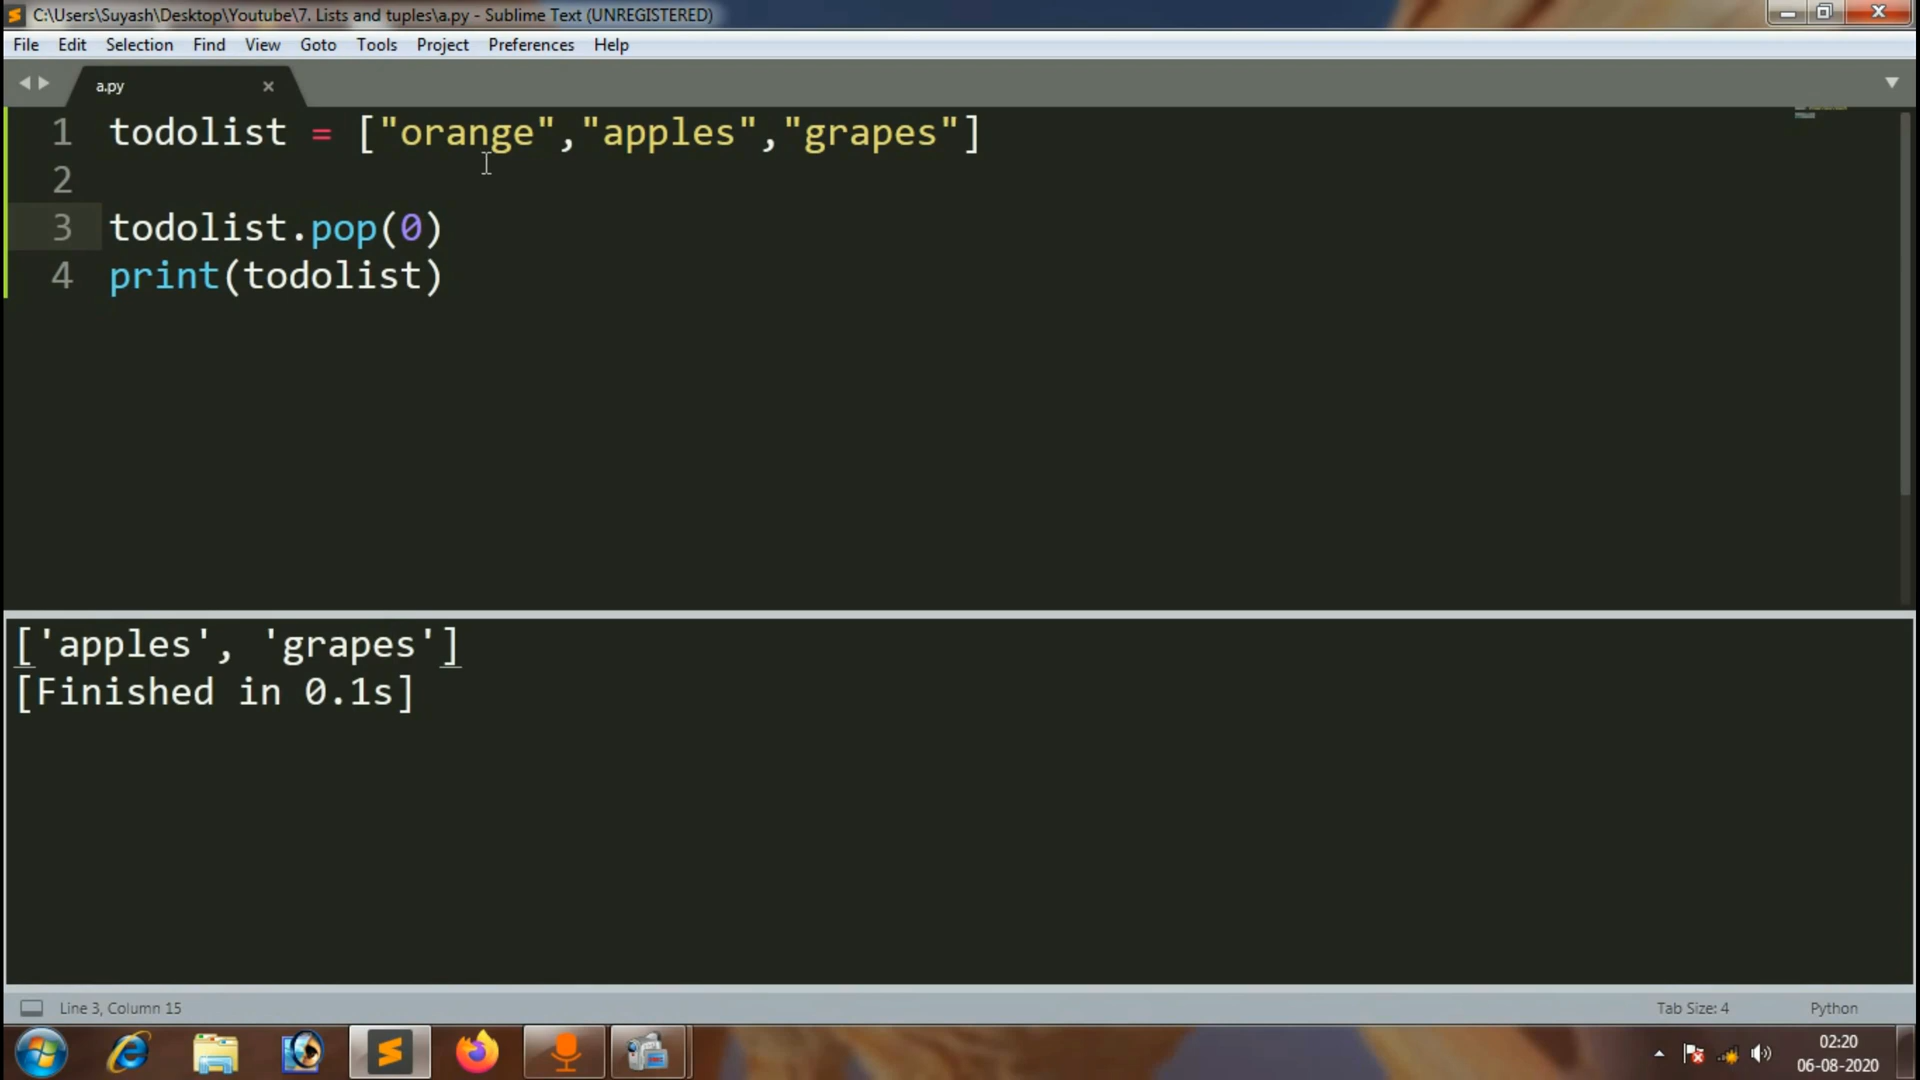 C:\Users\Suyash\Desktop\Youtube\7. Lists and tuples\a.py - Sublime Text (UNREGISTERED)
File Edit Selection Find View Goto Tools Project Preferences Help
a.py
1 todolist = ["orange","apples","grapes"]
2
3 todolist.pop(0)
4 print(todolist)
['apples', 'grapes']
[Finished in 0.1s]
Line 3, Column 15 Tab Size: 4 Python
02:20
06-08-2020